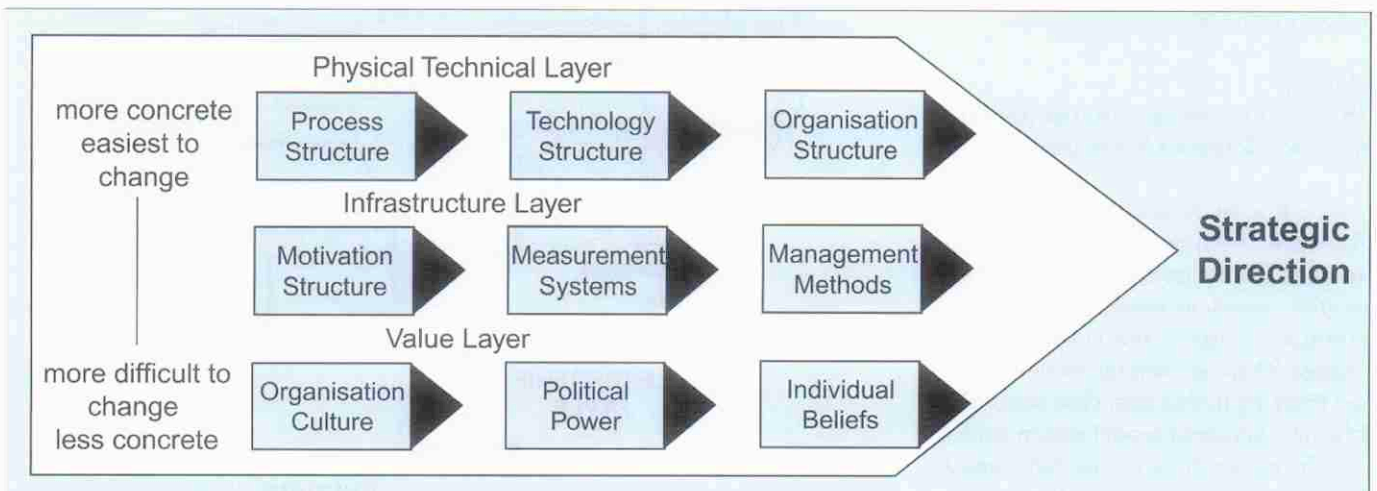 Physical Technical Layer
more concrete
easiest to
change
Process
Structure
Technology
Structure
Organisation
Structure
Infrastructure Layer
Motivation
Structure
Measurement
Systems
Management
Methods
Strategic
Direction
Value Layer
more difficult to
change
less concrete
Organisation
Culture
Political
Power
Individual
Beliefs